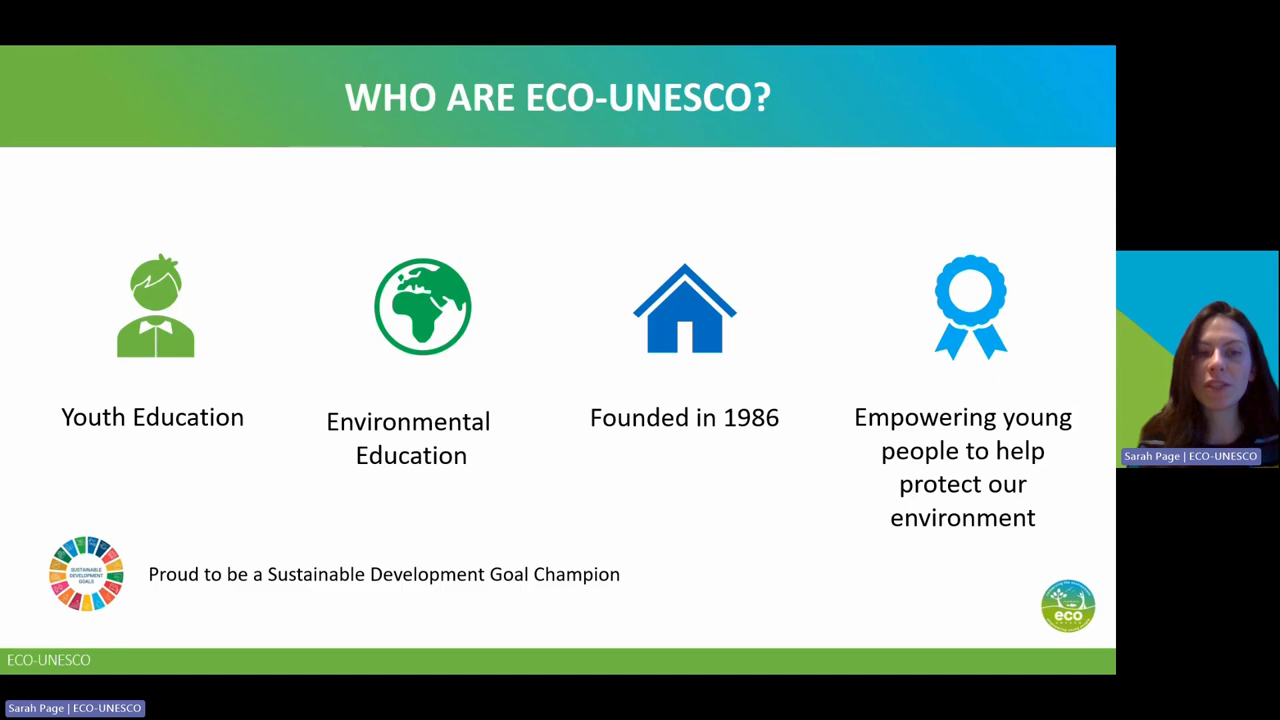 WHO ARE ECO-UNESCO?
Youth Education
Environmental
Education
Founded in 1986
Empowering young
people to help
protect our
environment
SUSTAINABLE
DEVELOPMENT
GOALS
Proud to be a Sustainable Development Goal Champion
eco
ECO-UNESCO
Sarah Page | ECO-UNESCO
Sarah Page | ECO-UNESCO